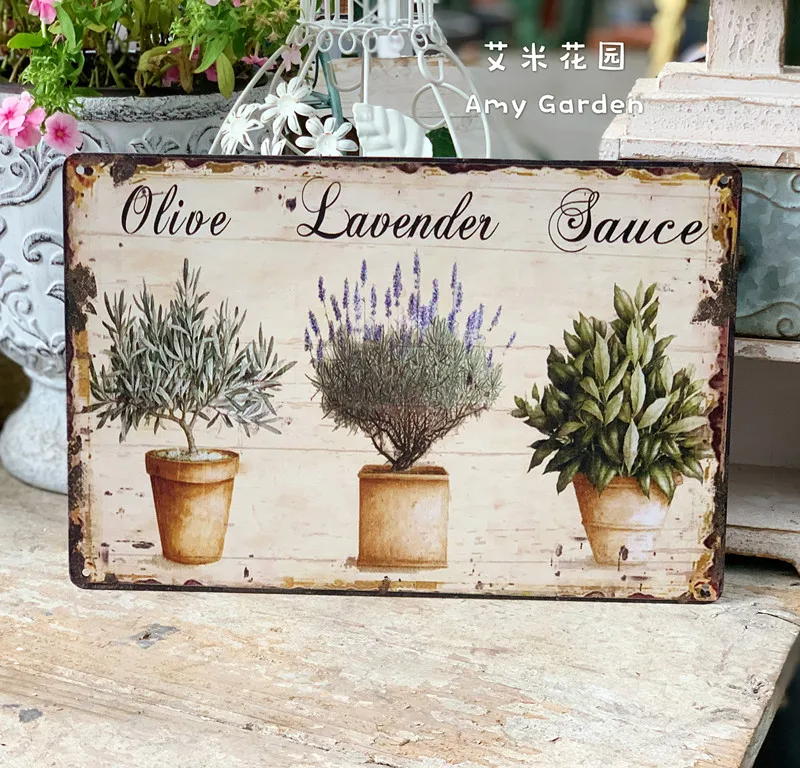 艾米花园
Amy Garden
Olive Lavender Sauce